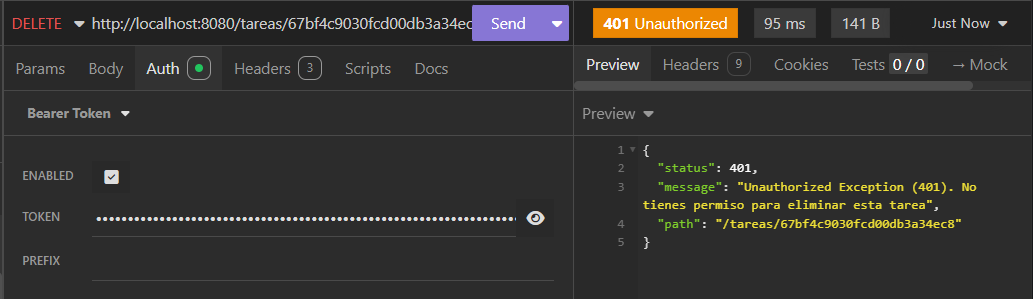 DELETE http://localhost:8080/tareas/67bf4c9030fcd00db3a34ec Send
401 Unauthorized 95 ms 141 B Just Now
Params Body Auth Headers 3 Scripts Docs
Preview Headers 9 Cookies Tests 0 / 0 → Mock
Bearer Token
Preview
ENABLED
TOKEN ••••••••••••••••••••••••••••••••••••••••••••••••••••••••••••••
PREFIX
1 {
2 "status": 401,
3 "message": "Unauthorized Exception (401). No
tienes permiso para eliminar esta tarea",
4 "path": "/tareas/67bf4c9030fcd00db3a34ec8"
5 }